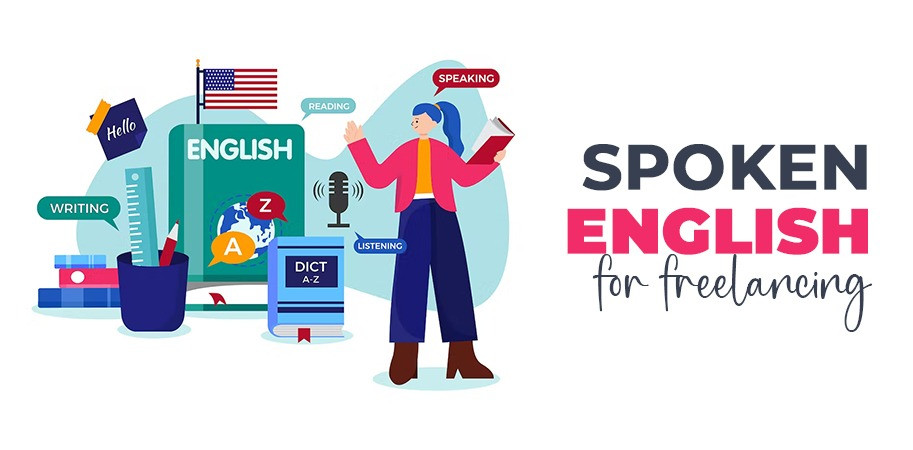 SPEAKING
READING
Hello
ENGLISH
WRITING
Z
A
LISTENING
DICT
A-Z
SPOKEN
ENGLISH
for freelancing